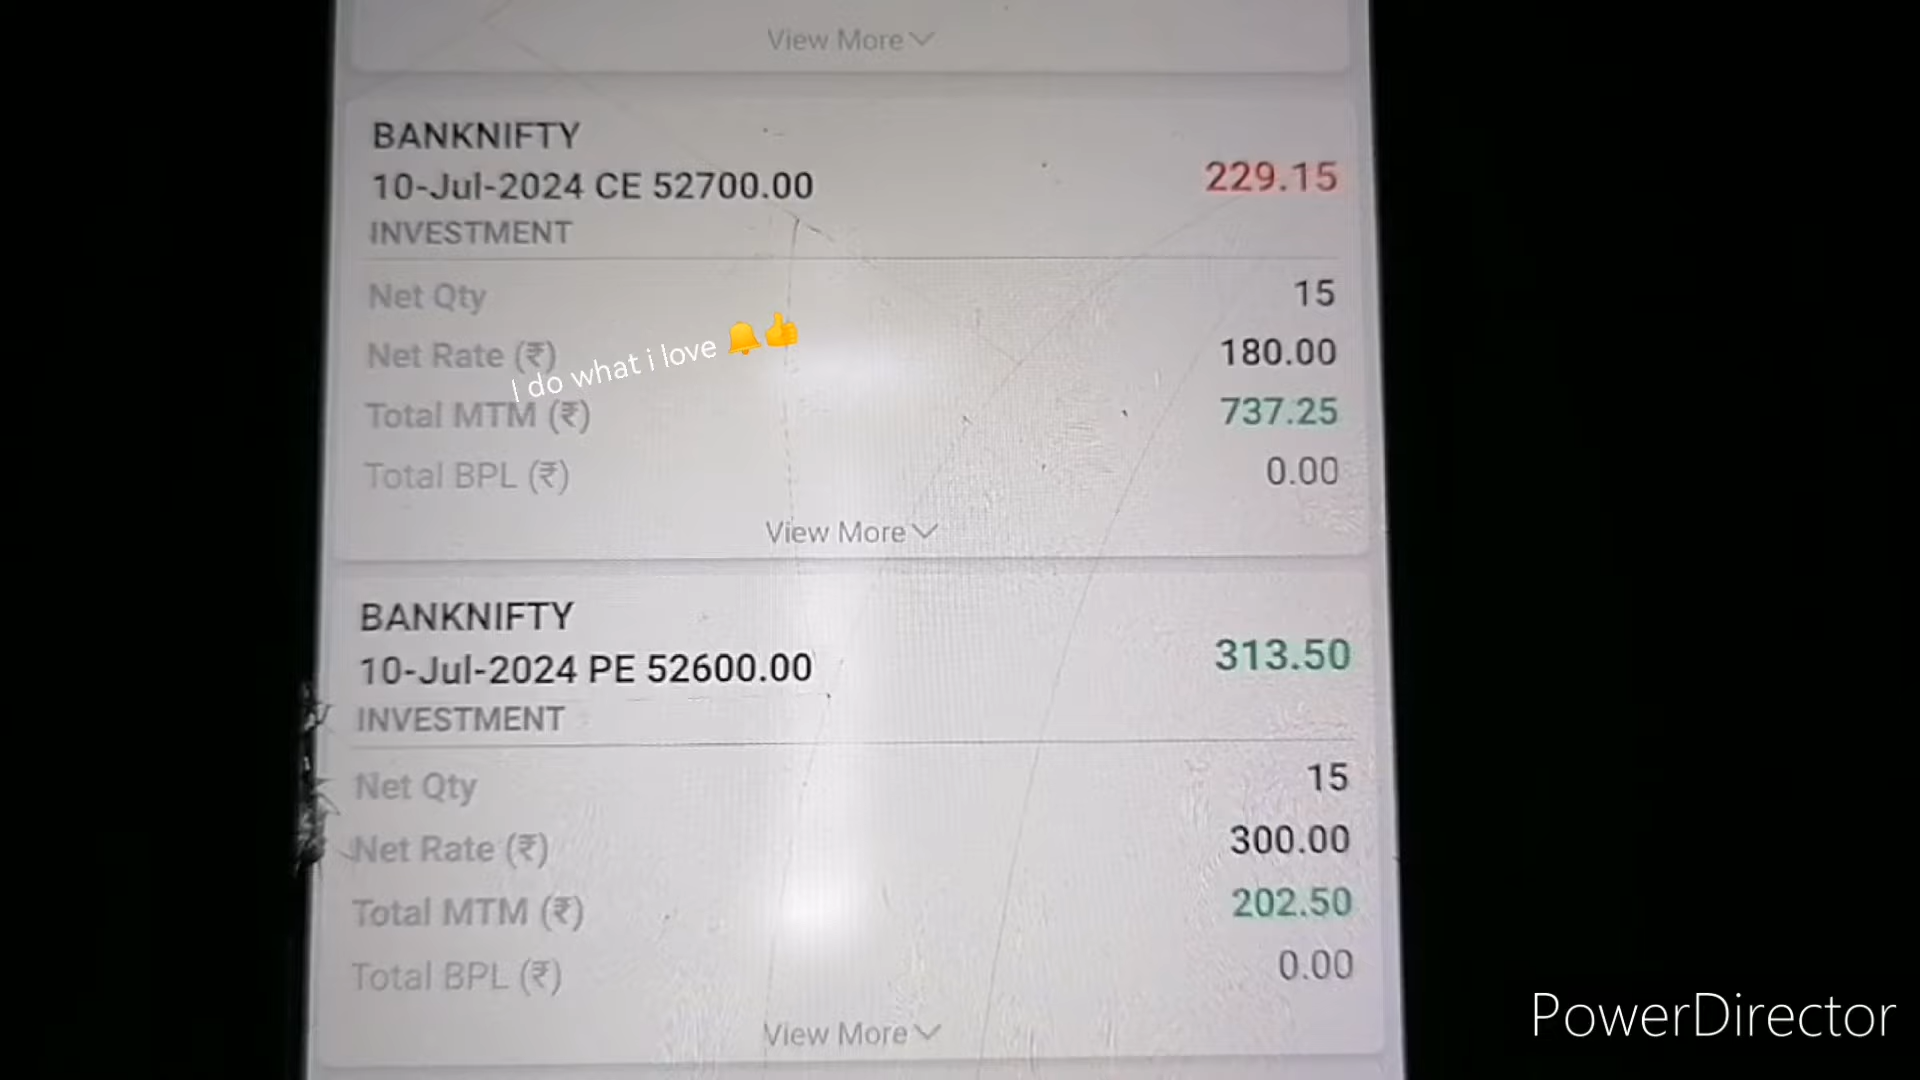 View More
BANKNIFTY
10-Jul-2024 CE 52700.00
229.15
INVESTMENT
Net Qty
15
Net Rate (₹)
180.00
I do what i love 🔔👍
Total MTM (₹)
737.25
Total BPL (₹)
0.00
View More
BANKNIFTY
10-Jul-2024 PE 52600.00
313.50
INVESTMENT
Net Qty
15
Net Rate (₹)
300.00
Total MTM (₹)
202.50
Total BPL (₹)
0.00
View More
PowerDirector